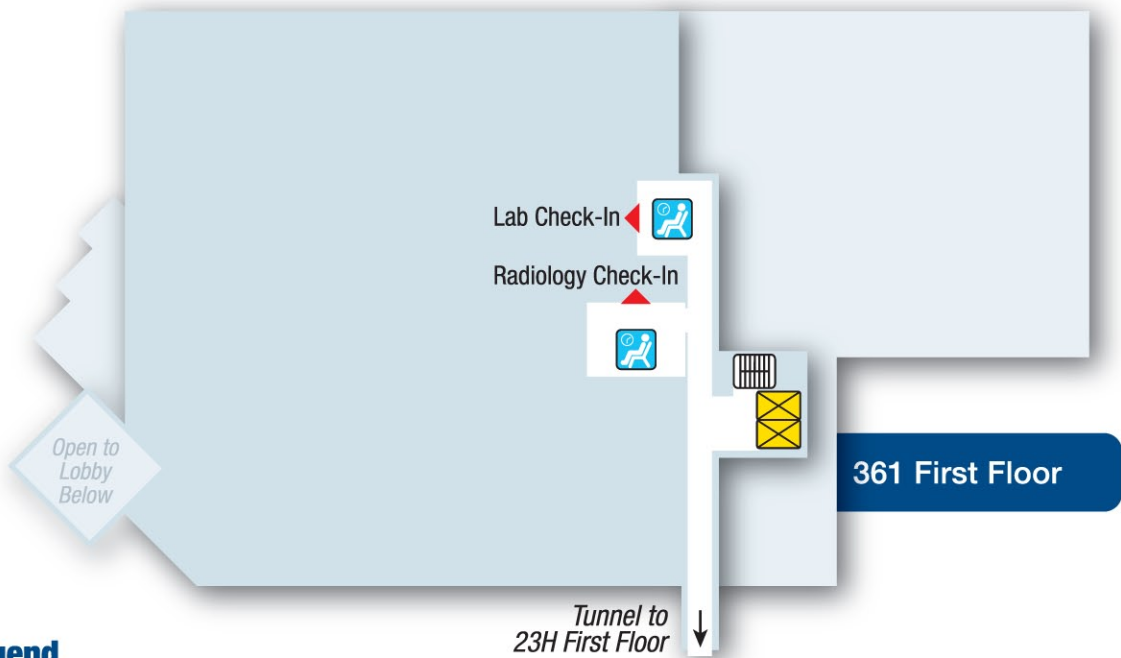 Lab Check-In
Radiology Check-In
Open to
Lobby
Below
361 First Floor
Tunnel to
23H First Floor